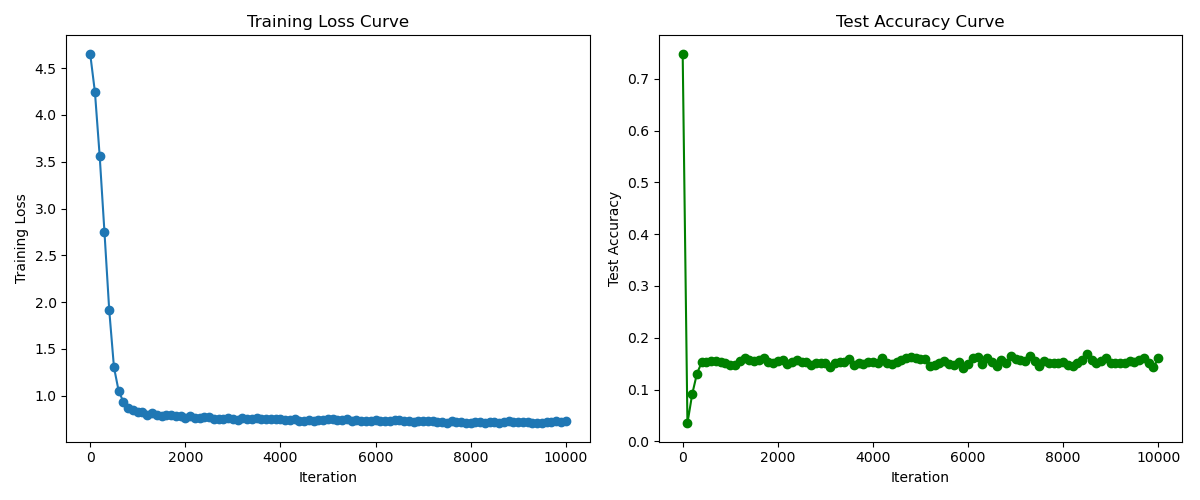 Training Loss Curve
4.5
4.0
3.5
3.0
2.5
2.0
1.5
1.0
Training Loss
0 2000 4000 6000 8000 10000
Iteration
Test Accuracy Curve
0.7
0.6
0.5
0.4
0.3
0.2
0.1
0.0
Test Accuracy
0 2000 4000 6000 8000 10000
Iteration